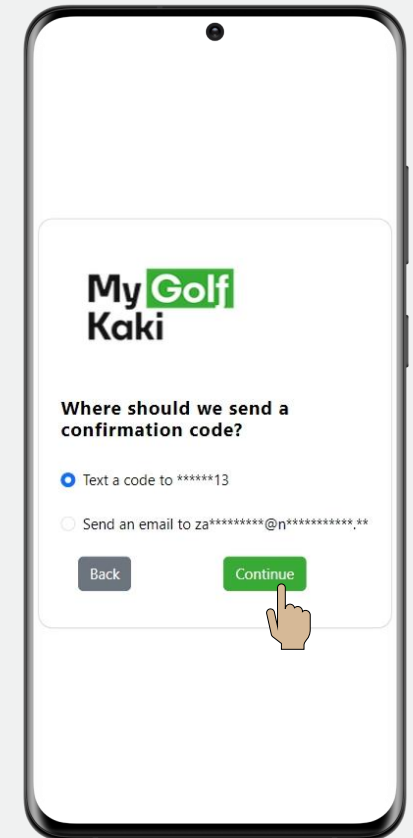 My Golf
Kaki
Where should we send a
confirmation code?
Text a code to ******13
Send an email to za*********@n***********.**
Back
Continue